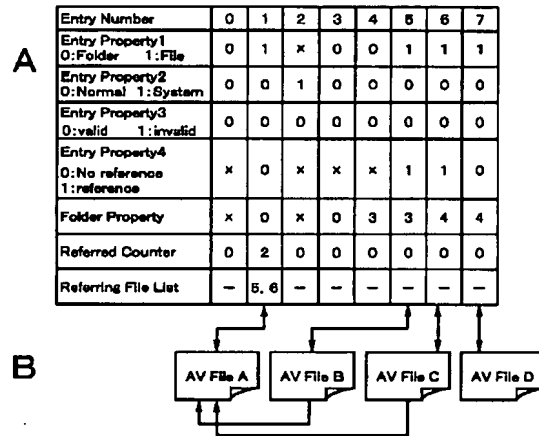 A
Entry Number 0 1 2 3 4 5 6 7
Entry Property1
0:Folder 1:File 0 1 × 0 0 1 1 1
Entry Property2
0:Normal 1:System 0 0 1 0 0 0 0 0
Entry Property3
0:valid 1:invalid 0 0 0 0 0 0 0 0
Entry Property4
0:No reference
1:reference × 0 × × × 1 1 0
Folder Property × 0 × 0 3 3 4 4
Referred Counter 0 2 0 0 0 0 0 0
Referring File List – 5, 6 – – – – – –
B
AV File A AV File B AV File C AV File D